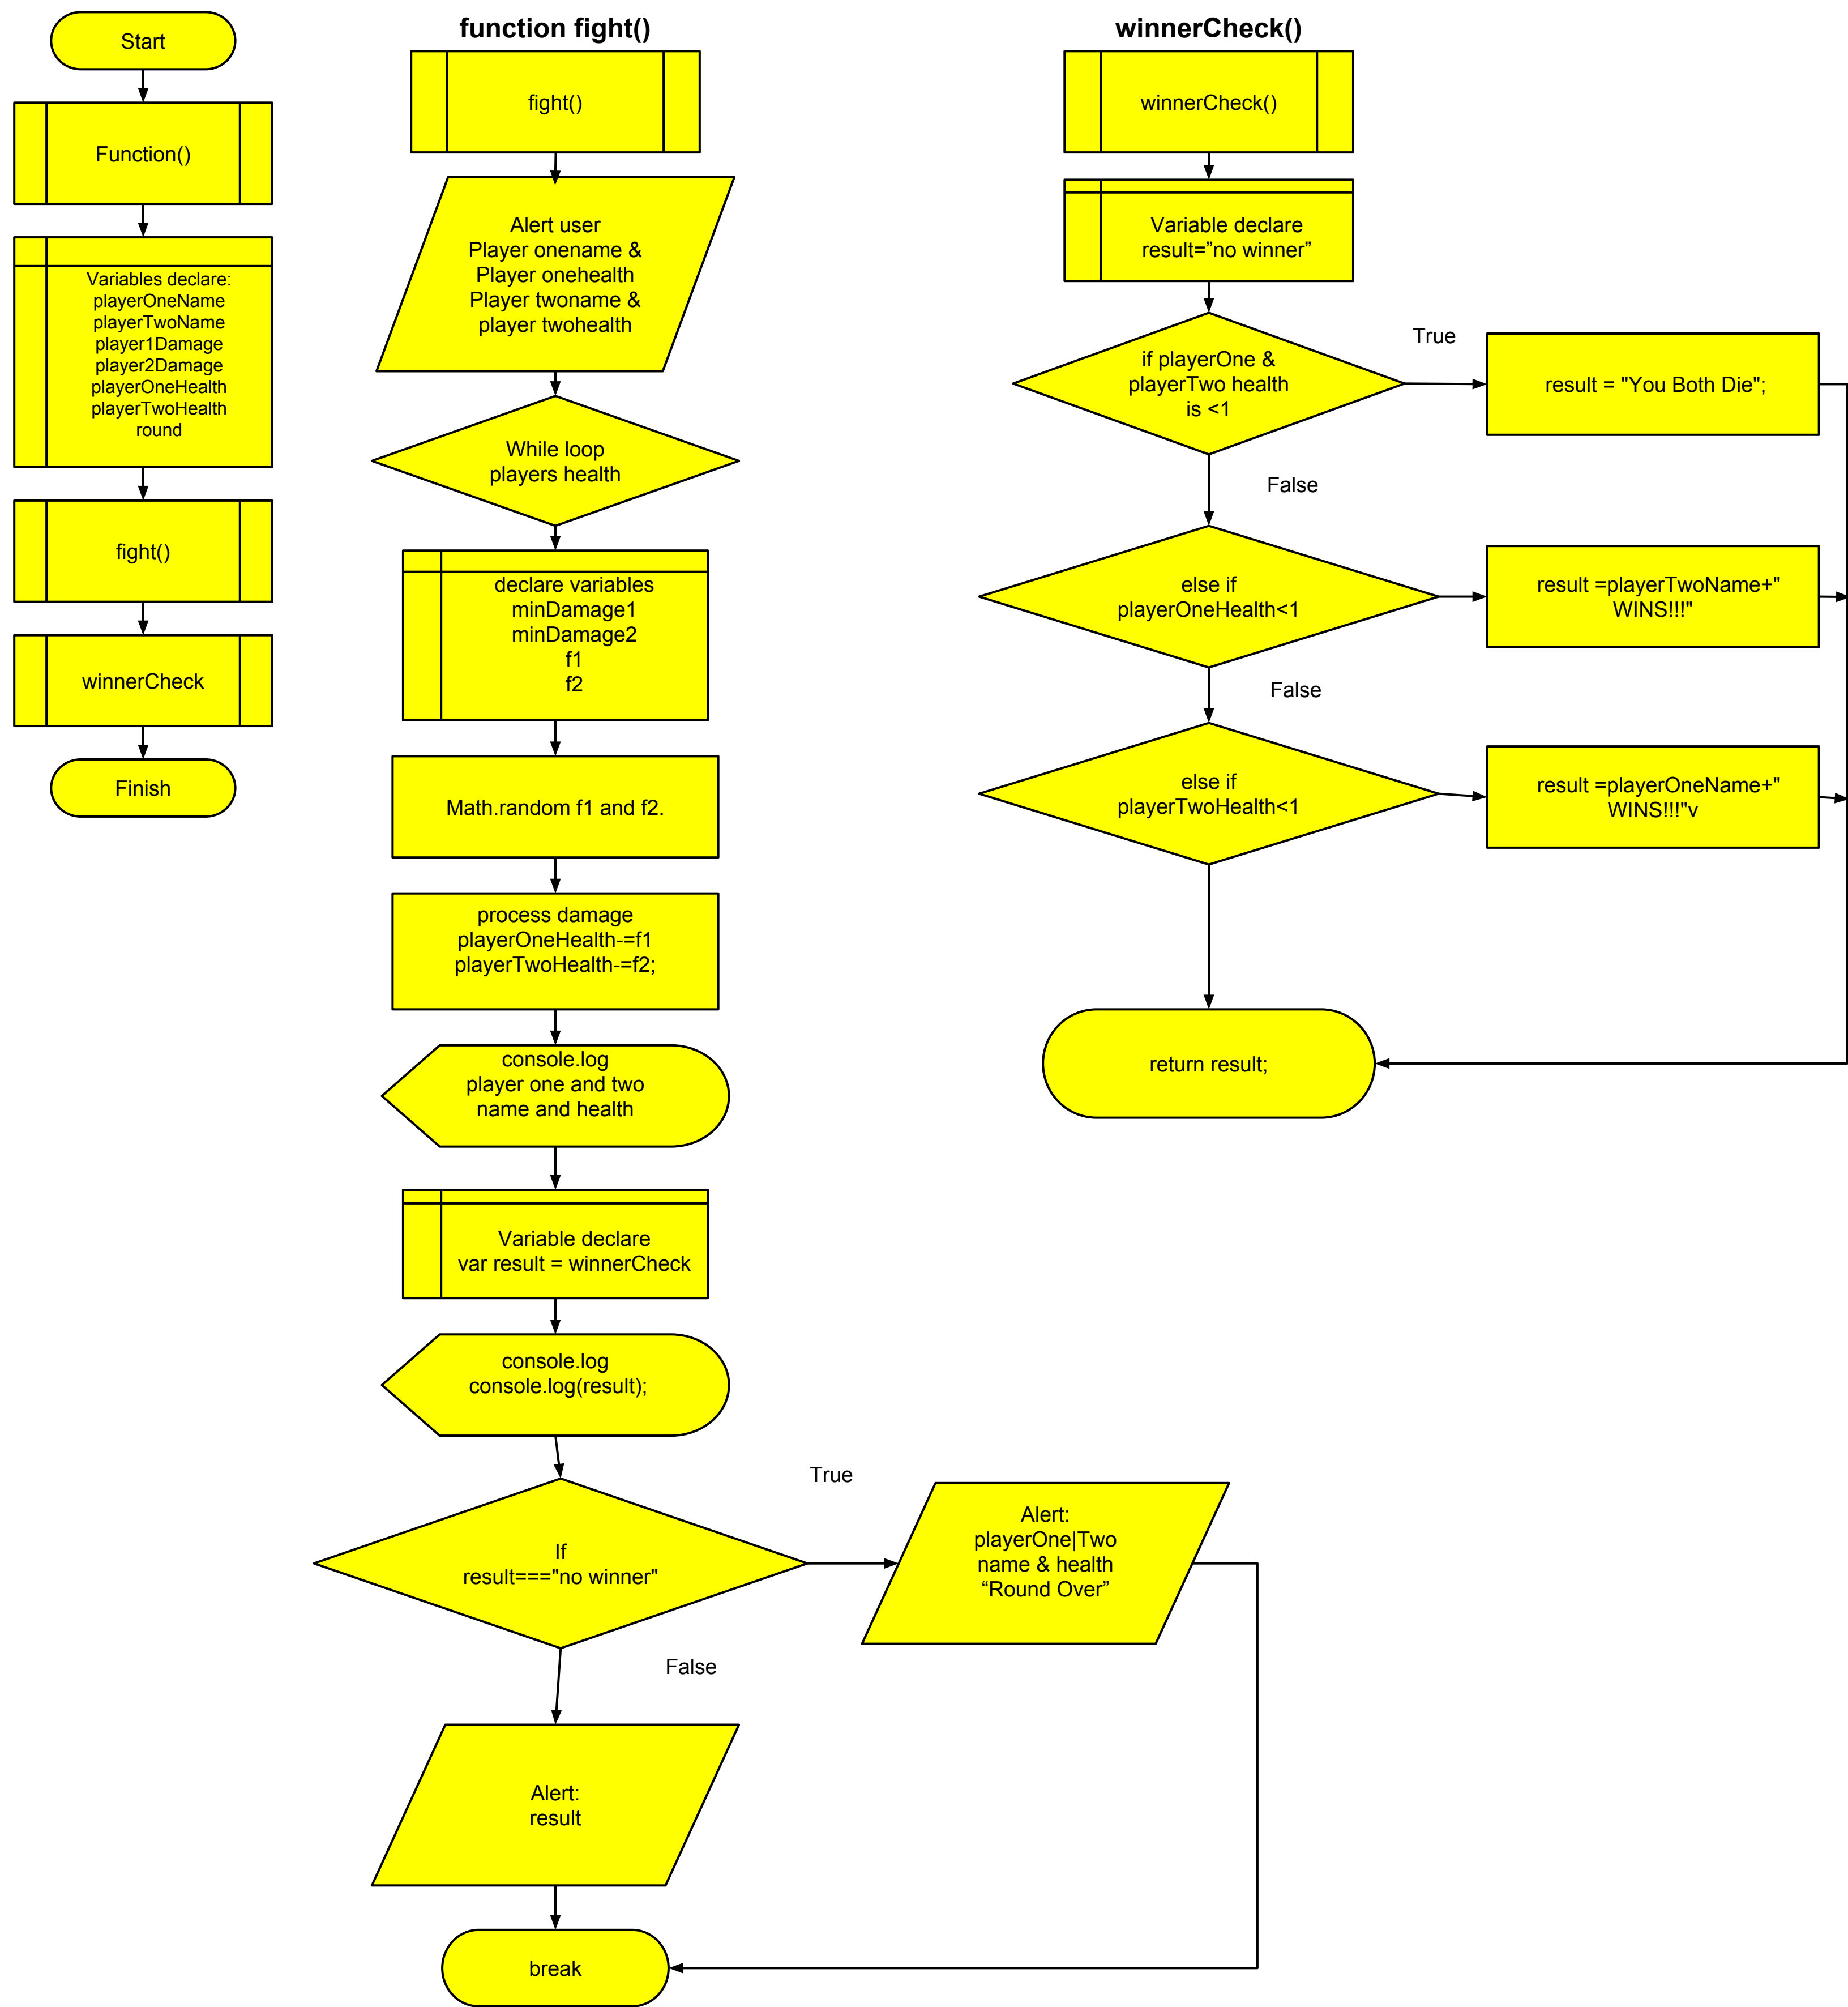 Start
Function()
Variables declare:
playerOneName
playerTwoName
player1Damage
player2Damage
playerOneHealth
playerTwoHealth
round
fight()
winnerCheck
Finish
function fight()
fight()
Alert user
Player onename &
Player onehealth
Player twoname &
player twohealth
While loop
players health
declare variables
minDamage1
minDamage2
f1
f2
Math.random f1 and f2.
process damage
playerOneHealth-=f1
playerTwoHealth-=f2;
console.log
player one and two
name and health
Variable declare
var result = winnerCheck
console.log
console.log(result);
If
result==="no winner"
True
Alert:
playerOne|Two
name & health
“Round Over”
False
Alert:
result
break
winnerCheck()
winnerCheck()
Variable declare
result=”no winner”
if playerOne &
playerTwo health
is <1
True
result = "You Both Die";
False
else if
playerOneHealth<1
result =playerTwoName+"
WINS!!!"
False
else if
playerTwoHealth<1
result =playerOneName+"
WINS!!!"v
return result;